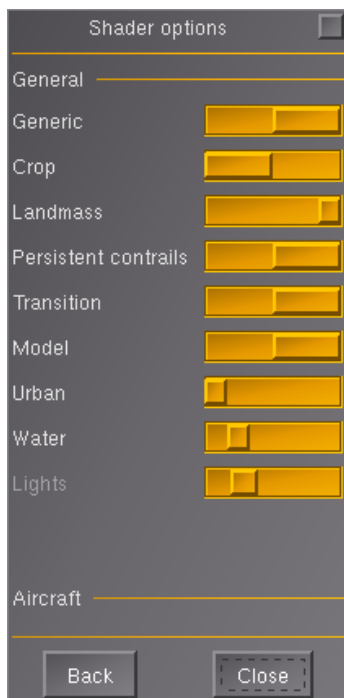 Shader options
General
Generic
Crop
Landmass
Persistent contrails
Transition
Model
Urban
Water
Lights
Aircraft
Back Close